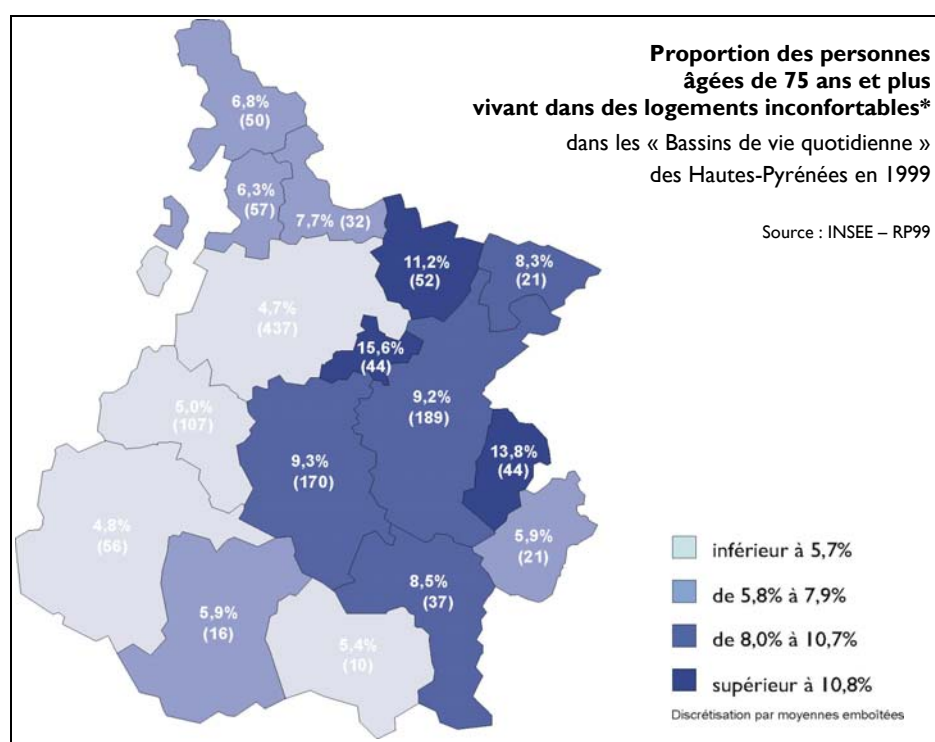 Proportion des personnes
âgées de 75 ans et plus
vivant dans des logements inconfortables*
dans les « Bassins de vie quotidienne »
des Hautes-Pyrénées en 1999
Source : INSEE – RP99
6,8%
(50)
6,3%
(57)
7,7% (32)
11,2%
(52)
8,3%
(21)
4,7%
(437)
15,6%
(44)
9,2%
(189)
5,0%
(107)
9,3%
(170)
13,8%
(44)
4,8%
(56)
5,9%
(21)
8,5%
(37)
5,9%
(16)
5,4%
(10)
inférieur à 5,7%
de 5,8% à 7,9%
de 8,0% à 10,7%
supérieur à 10,8%
Discrétisation par moyennes emboîtées